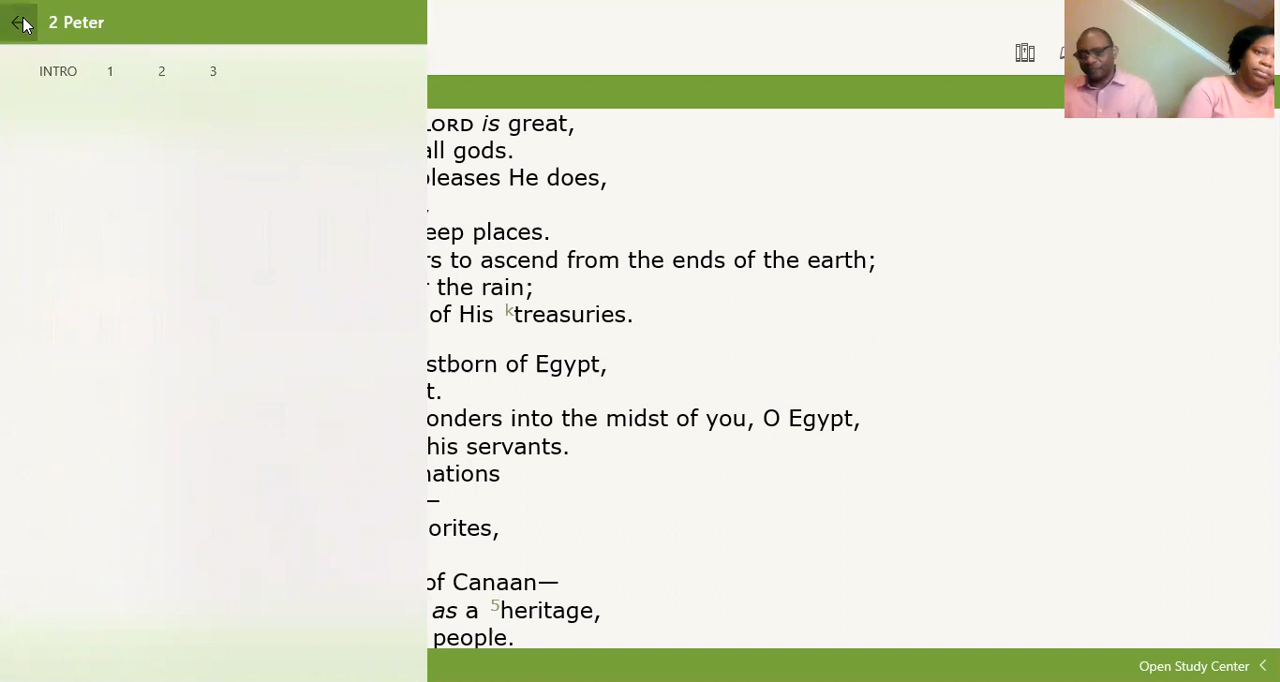 2 Peter
INTRO 1 2 3
LORD is great,
all gods.
pleases He does,
eep places.
rs to ascend from the ends of the earth;
r the rain;
of His k treasuries.
stborn of Egypt,
t.
onders into the midst of you, O Egypt,
his servants.
nations
—
orites,
of Canaan—
as a 5 heritage,
people.
Open Study Center